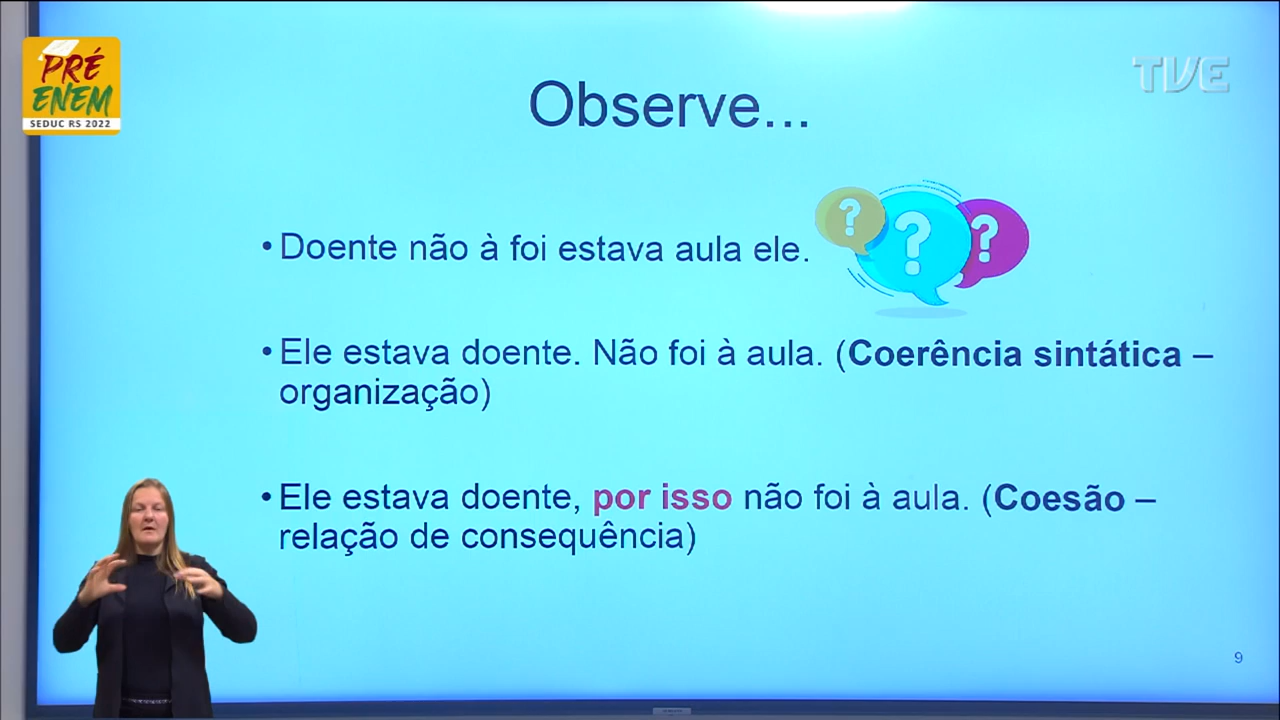 PRÉ
ENEM
SEDUC RS 2022
TVE
Observe...
• Doente não à foi estava aula ele.
? ? ?
• Ele estava doente. Não foi à aula. (Coerência sintática –
organização)
• Ele estava doente, por isso não foi à aula. (Coesão –
relação de consequência)
9